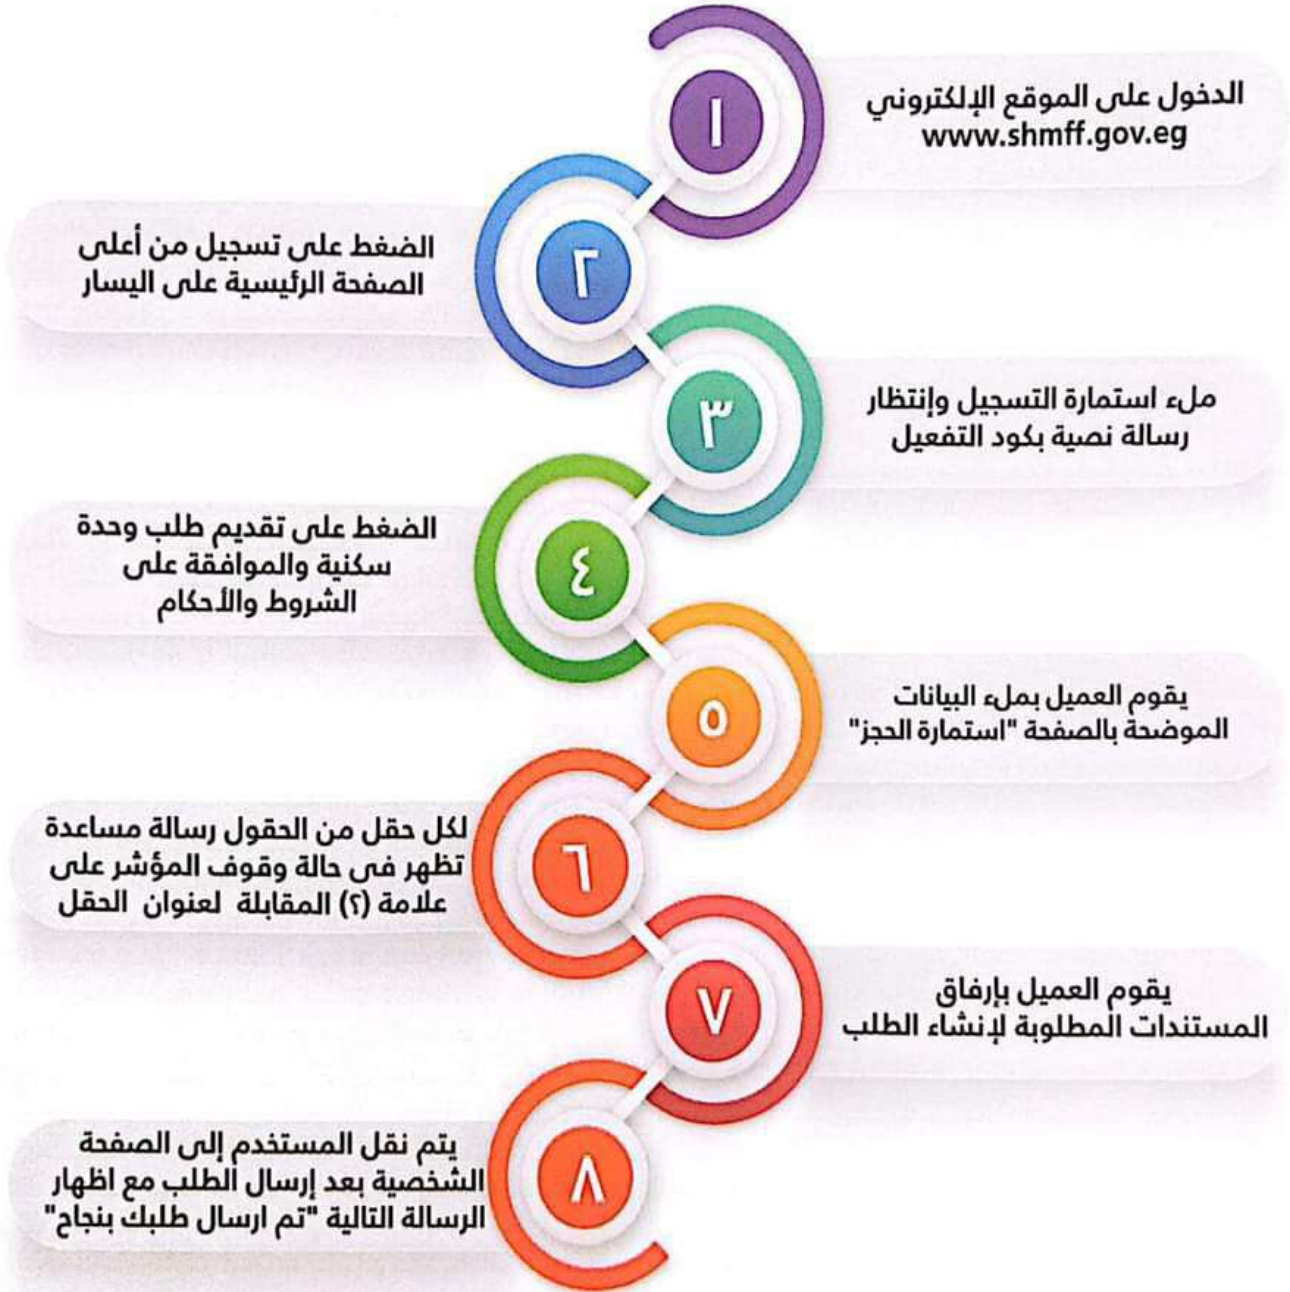 ١
الدخول على الموقع الإلكتروني
www.shmff.gov.eg
٢
الضغط على تسجيل من أعلى
الصفحة الرئيسية على اليسار
٣
ملء استمارة التسجيل وإنتظار
رسالة نصية بكود التفعيل
٤
الضغط على تقديم طلب وحدة
سكنية والموافقة على
الشروط والأحكام
٥
يقوم العميل بملء البيانات
الموضحة بالصفحة "استمارة الحجز"
٦
لكل حقل من الحقول رسالة مساعدة
تظهر فى حالة وقوف المؤشر على
علامة (؟) المقابلة لعنوان الحقل
٧
يقوم العميل بإرفاق
المستندات المطلوبة لإنشاء الطلب
٨
يتم نقل المستخدم إلى الصفحة
الشخصية بعد إرسال الطلب مع اظهار
الرسالة التالية "تم ارسال طلبك بنجاح"